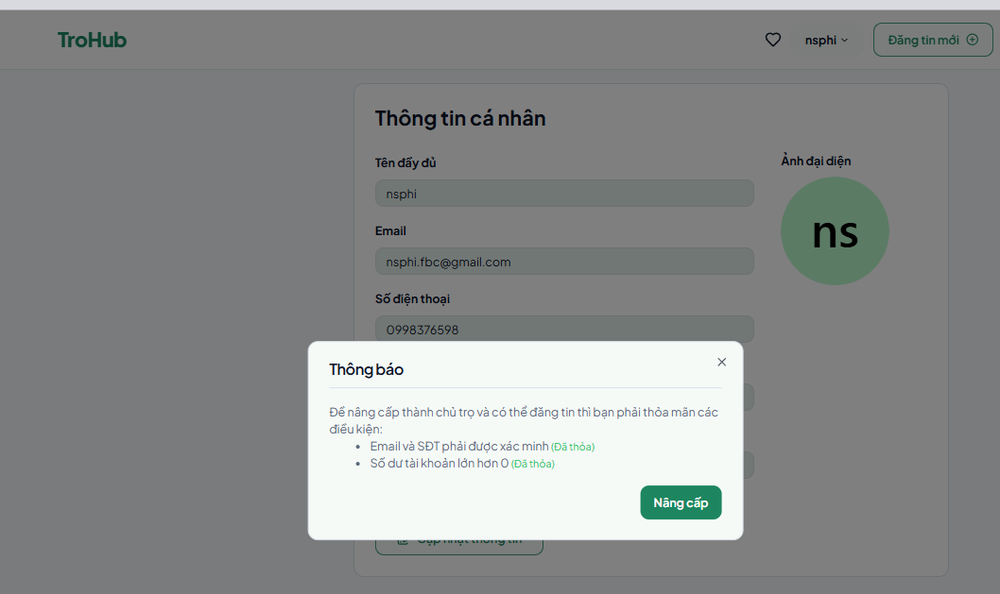 TroHub
nsphi
Đăng tin mới
Thông tin cá nhân
Tên đầy đủ
nsphi
Email
nsphi.fbc@gmail.com
Số điện thoại
0998376598
Ảnh đại diện
ns
Thông báo
Để nâng cấp thành chủ trọ và có thể đăng tin thì bạn phải thỏa mãn các
điều kiện:
Email và SĐT phải được xác minh (Đã thỏa)
Số dư tài khoản lớn hơn 0 (Đã thỏa)
Nâng cấp
Cập nhật thông tin